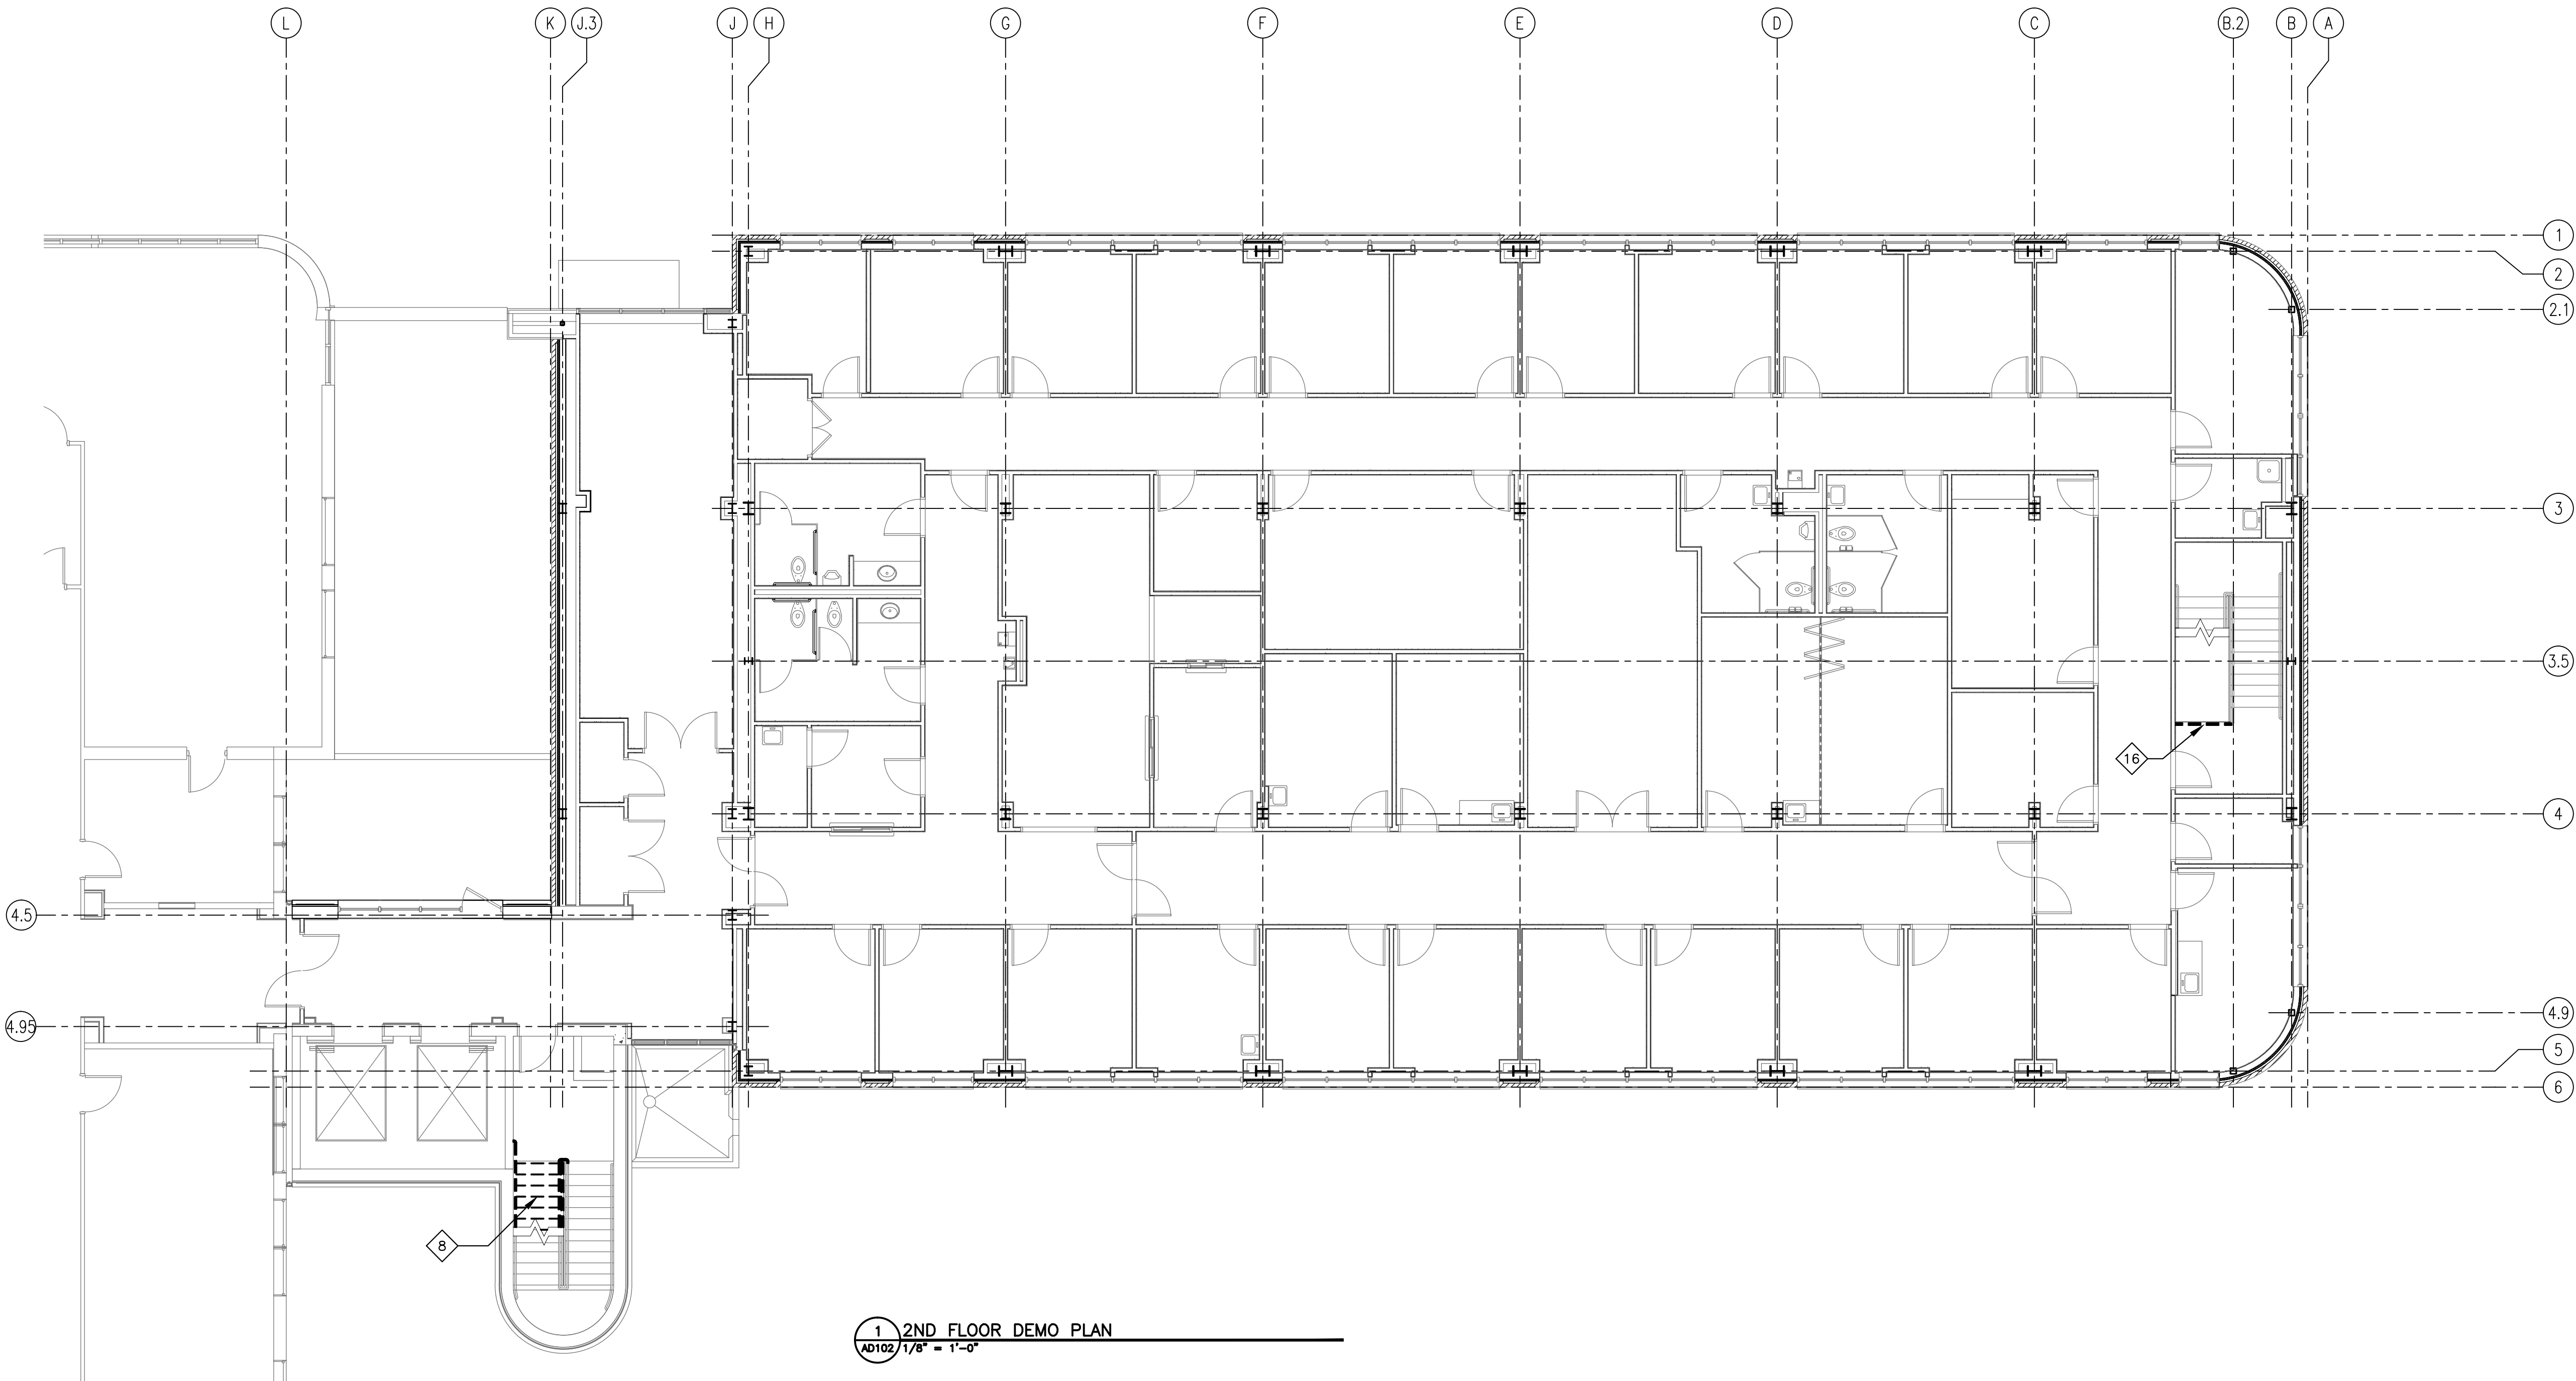 L
K
J.3
J
H
G
F
E
D
C
B.2
B
A
1
2
2.1
3
3.5
16
4
4.5
4.9
4.95
5
6
8
1
2ND FLOOR DEMO PLAN
AD102
1/8" = 1'-0"